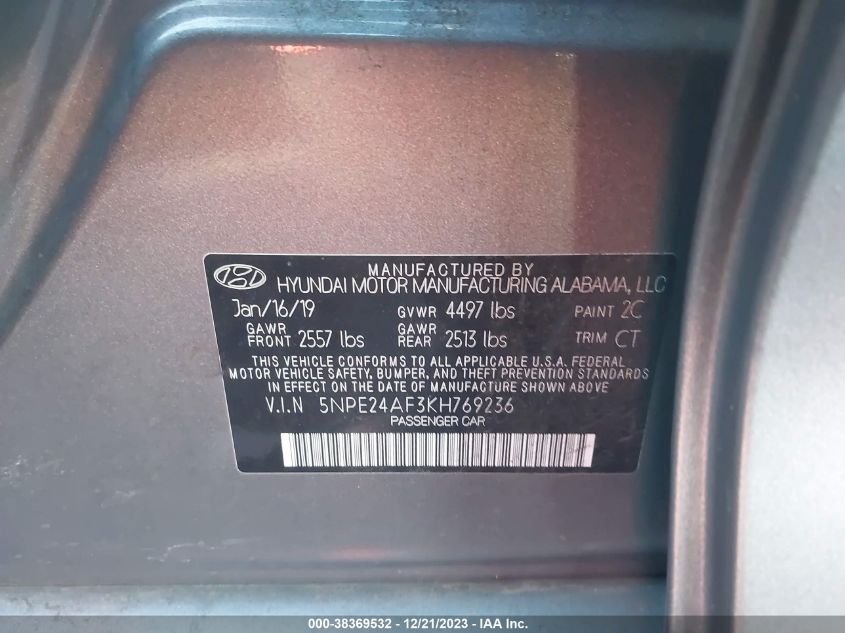 MANUFACTURED BY
HYUNDAI MOTOR MANUFACTURING ALABAMA, LLC
Jan/16/19 GVWR 4497 lbs PAINT 2C
GAWR FRONT 2557 lbs GAWR REAR 2513 lbs TRIM CT
THIS VEHICLE CONFORMS TO ALL APPLICABLE U.S.A. FEDERAL
MOTOR VEHICLE SAFETY, BUMPER, AND THEFT PREVENTION STANDARDS
IN EFFECT ON THE DATE OF MANUFACTURE SHOWN ABOVE.
V.I.N 5NPE24AF3KH769236
PASSENGER CAR
000-38369532 - 12/21/2023 - IAA Inc.